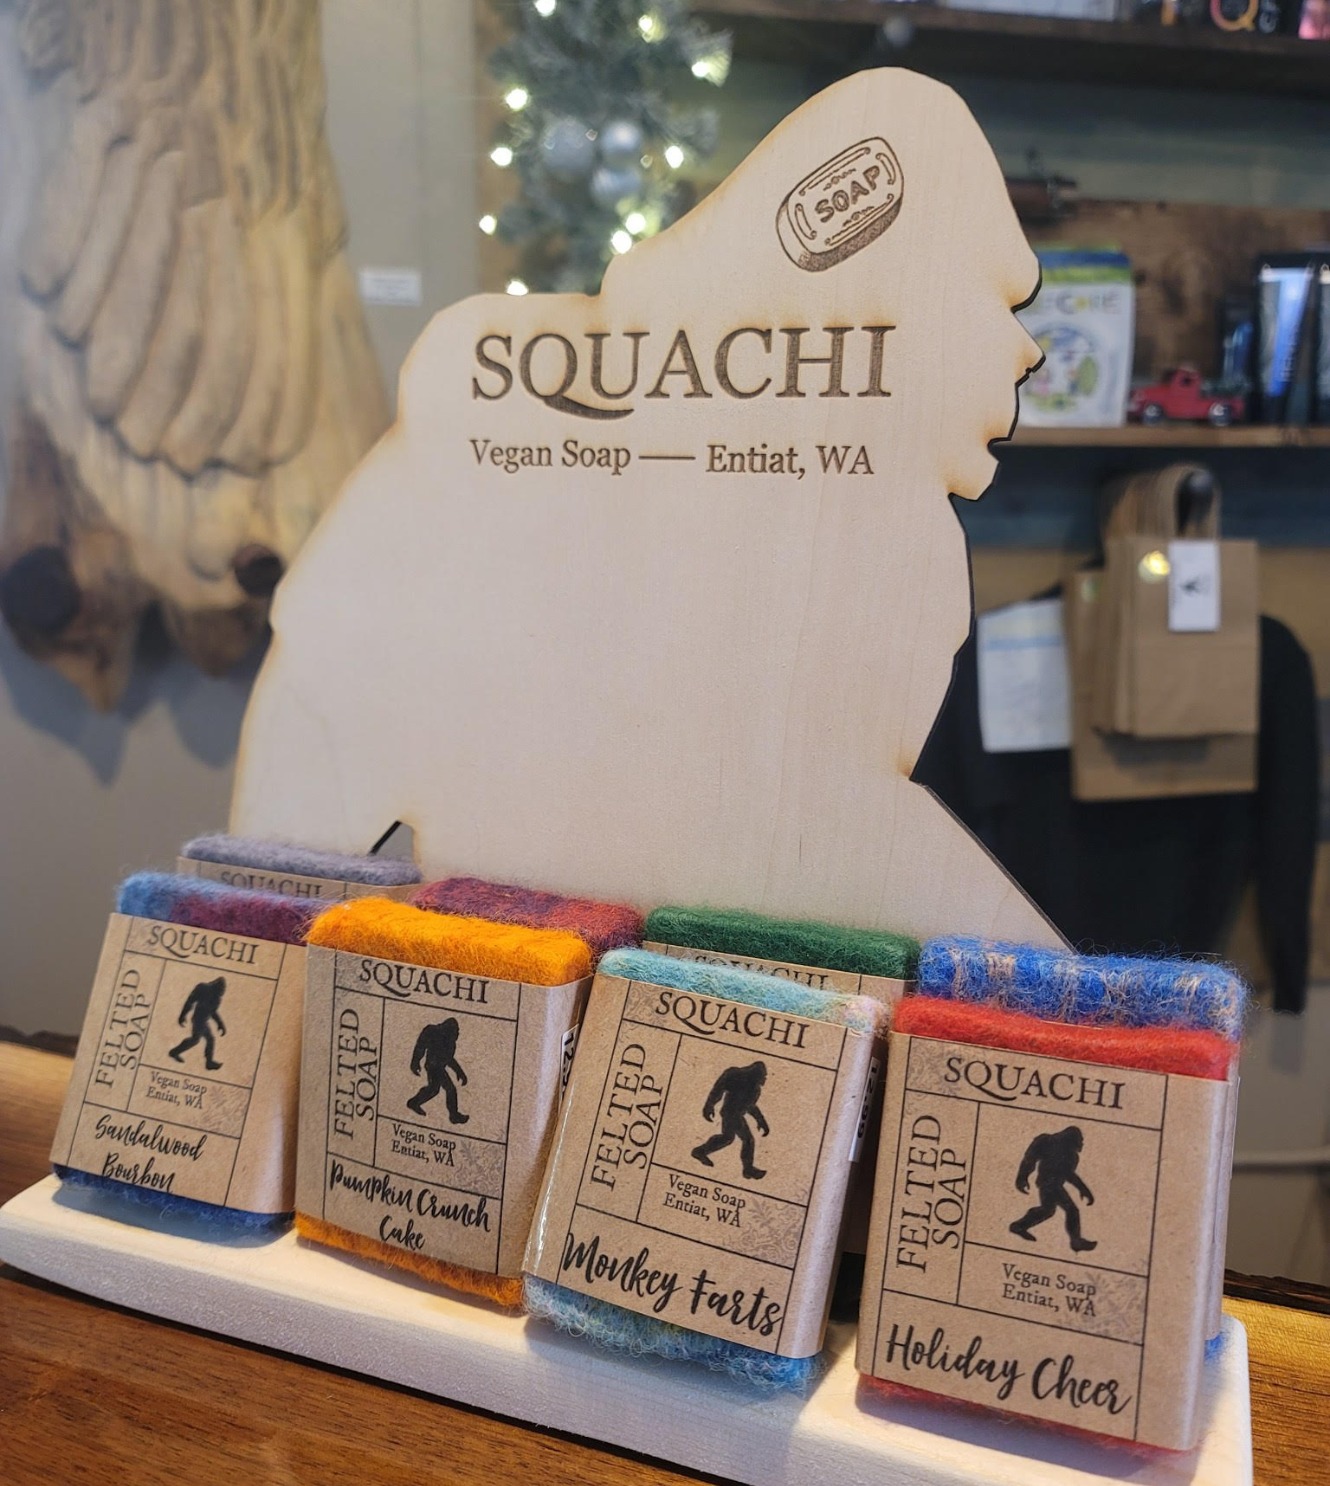 SOAP
SQUACHI
Vegan Soap — Entiat, WA
SQUACHI
SQUACHI
FELTED
SOAP
Vegan Soap
Entiat, WA
Sandalwood
Bourbon
SQUACHI
FELTED
SOAP
Vegan Soap
Entiat, WA
Pumpkin Crunch
Cake
SQUACHI
SQUACHI
FELTED
SOAP
Vegan Soap
Entiat, WA
Monkey Farts
SQUACHI
FELTED
SOAP
Vegan Soap
Entiat, WA
Holiday Cheer